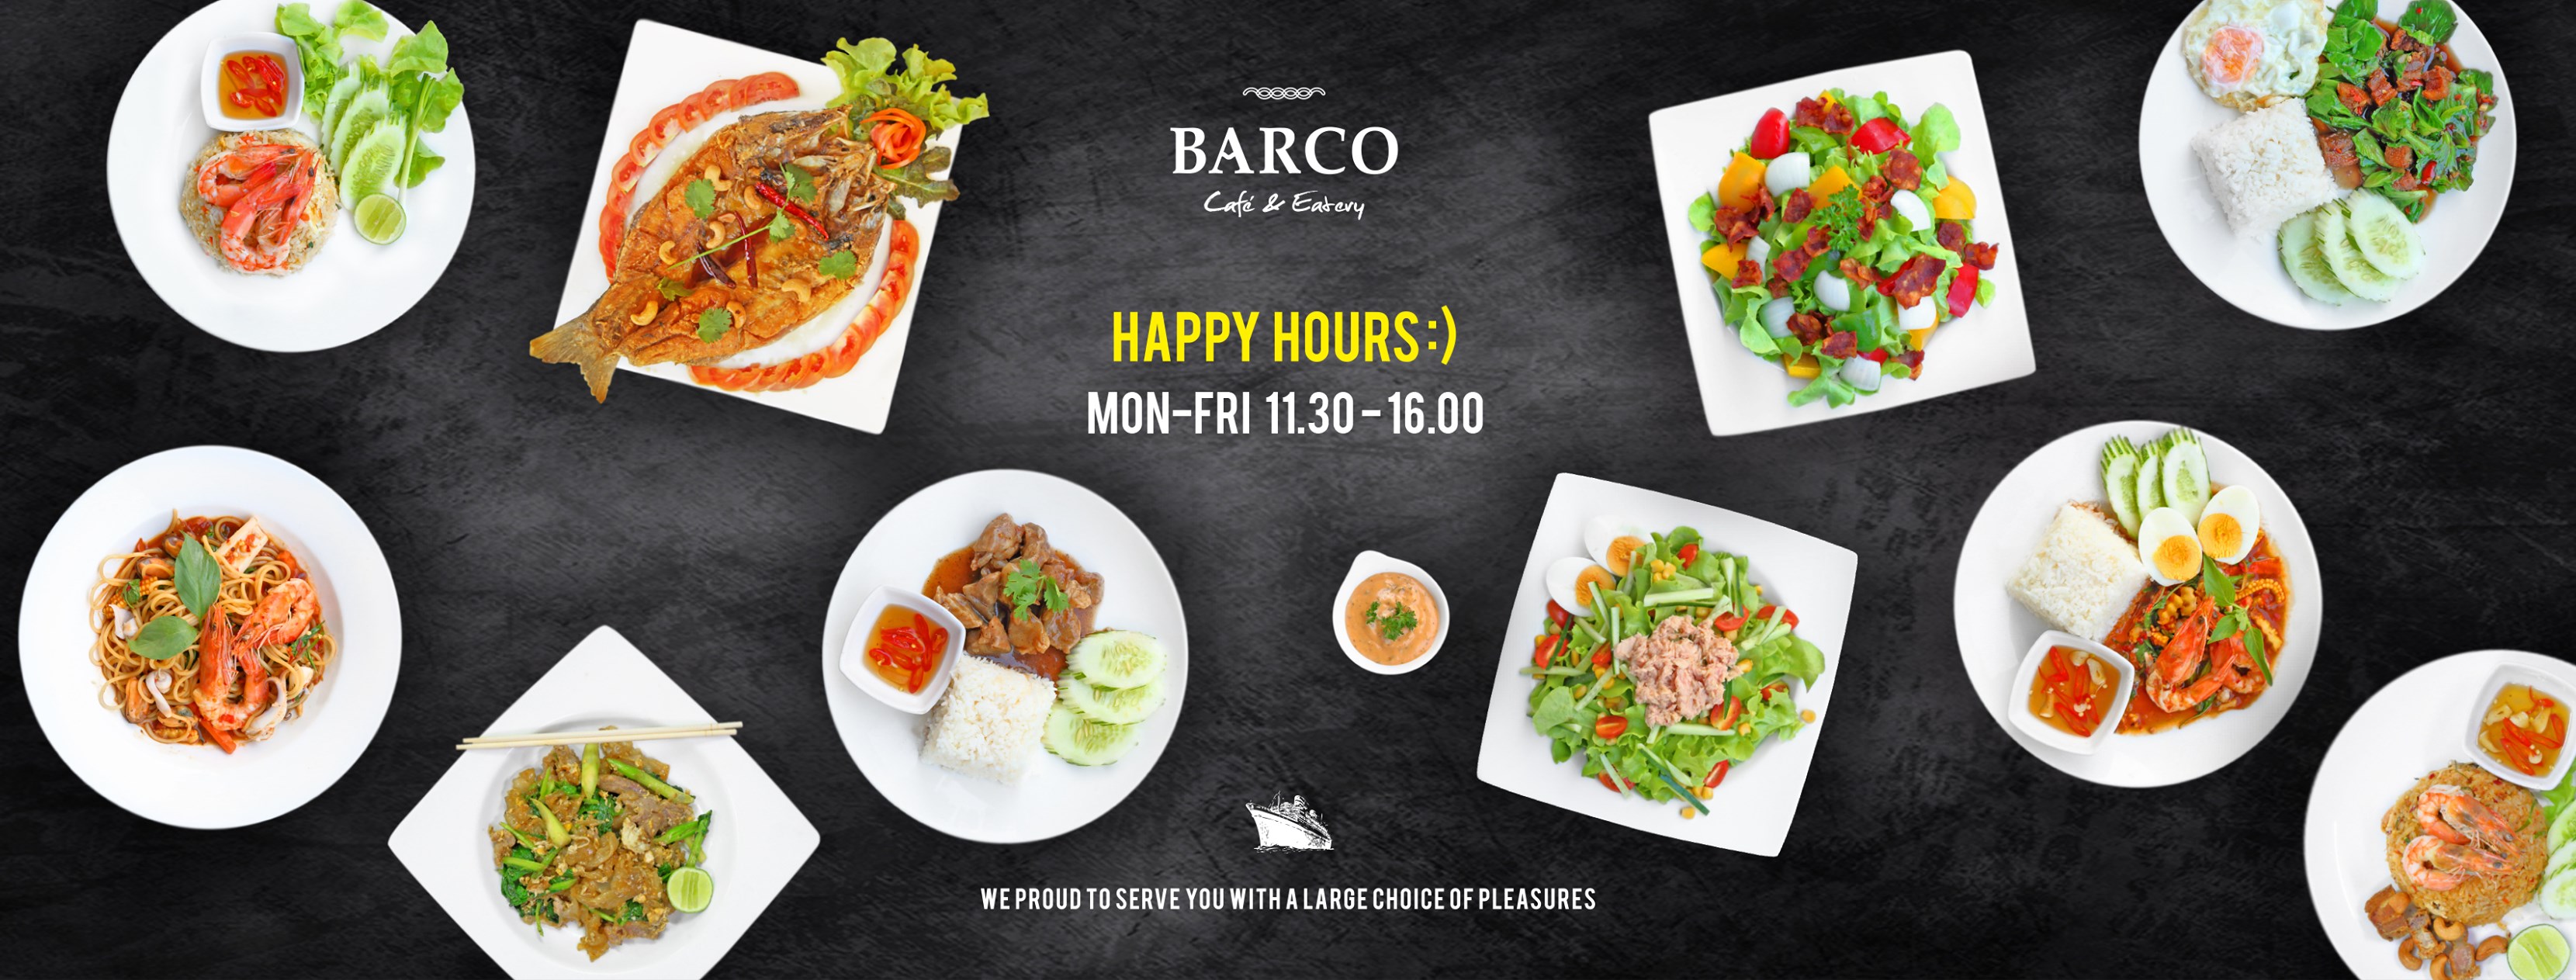 BARCO
Café & Eatery
HAPPY HOURS :)
MON-FRI 11.30 - 16.00
WE PROUD TO SERVE YOU WITH A LARGE CHOICE OF PLEASURES